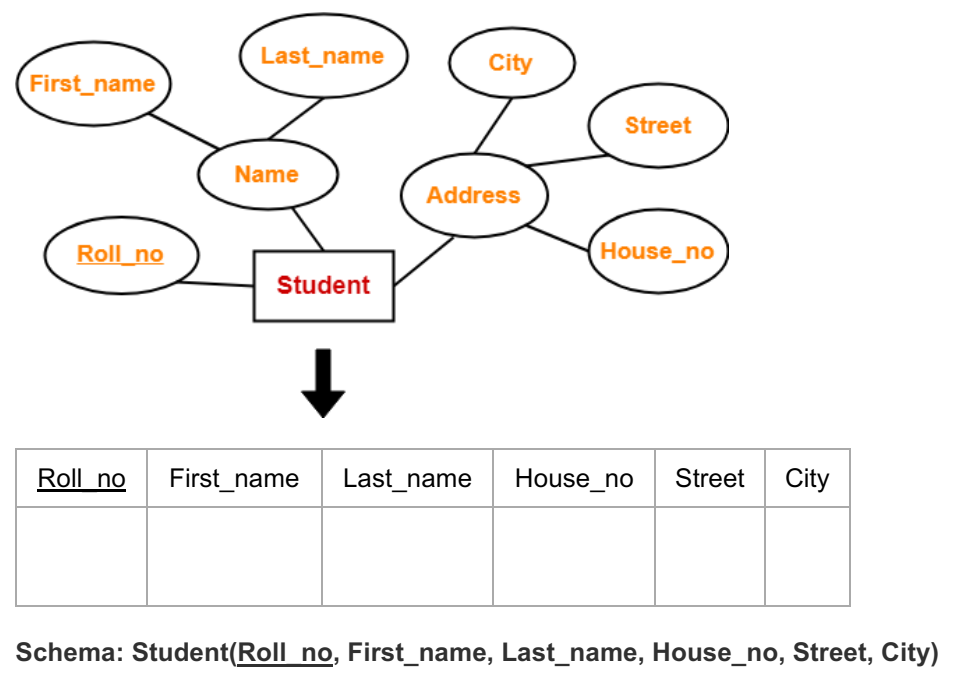 Last_name
City
First_name
Street
Name
Address
Roll_no
House_no
Student
Roll_no First_name Last_name House_no Street City
Schema: Student(Roll_no, First_name, Last_name, House_no, Street, City)